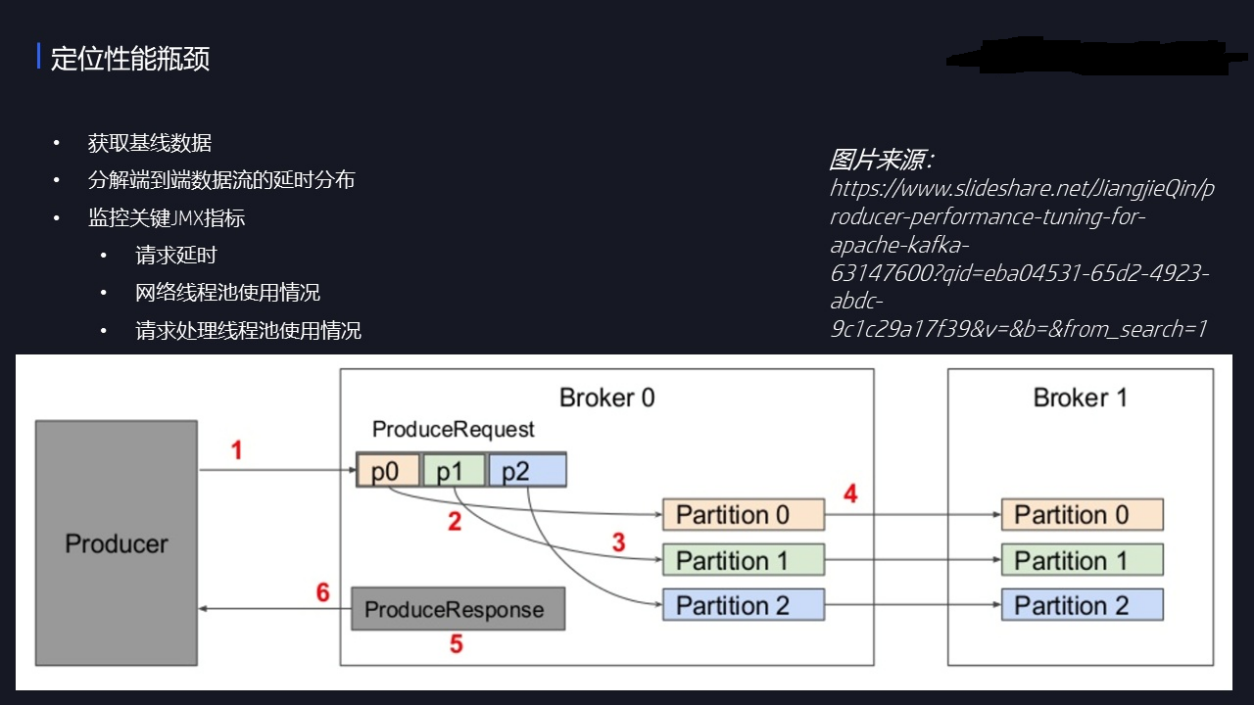 定位性能瓶颈
• 获取基线数据
• 分解端到端数据流的延时分布
• 监控关键JMX指标
• 请求延时
• 网络线程池使用情况
• 请求处理线程池使用情况
图片来源：
https://www.slideshare.net/JiangjieQin/p
roducer-performance-tuning-for-
apache-kafka-
63147600?qid=eba04531-65d2-4923-
abdc-
9c1c29a17f39&v=&b=&from_search=1
Broker 0
Broker 1
ProduceRequest
1
p0 p1 p2
4
2
Partition 0
Partition 0
3
Producer
Partition 1
Partition 1
6
ProduceResponse
Partition 2
Partition 2
5